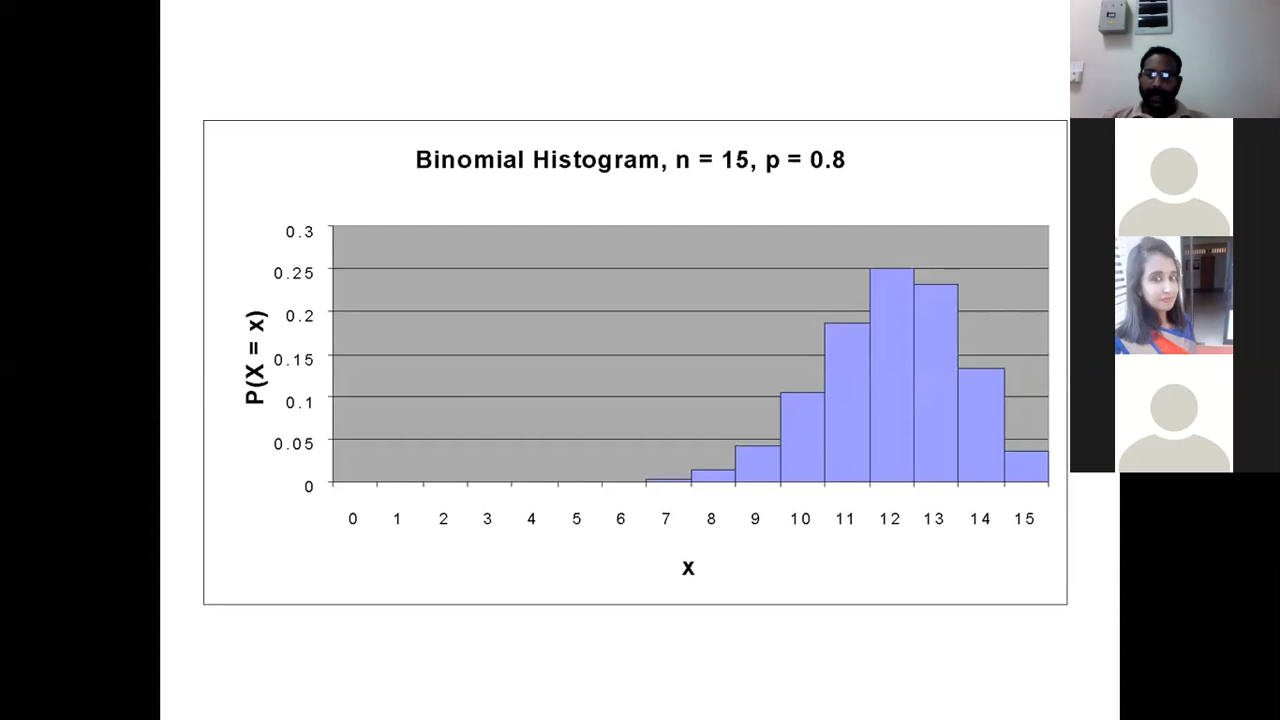 Binomial Histogram, n = 15, p = 0.8
0.3
0.25
0.2
0.15
0.1
0.05
0
P(X = x)
0 1 2 3 4 5 6 7 8 9 10 11 12 13 14 15
x